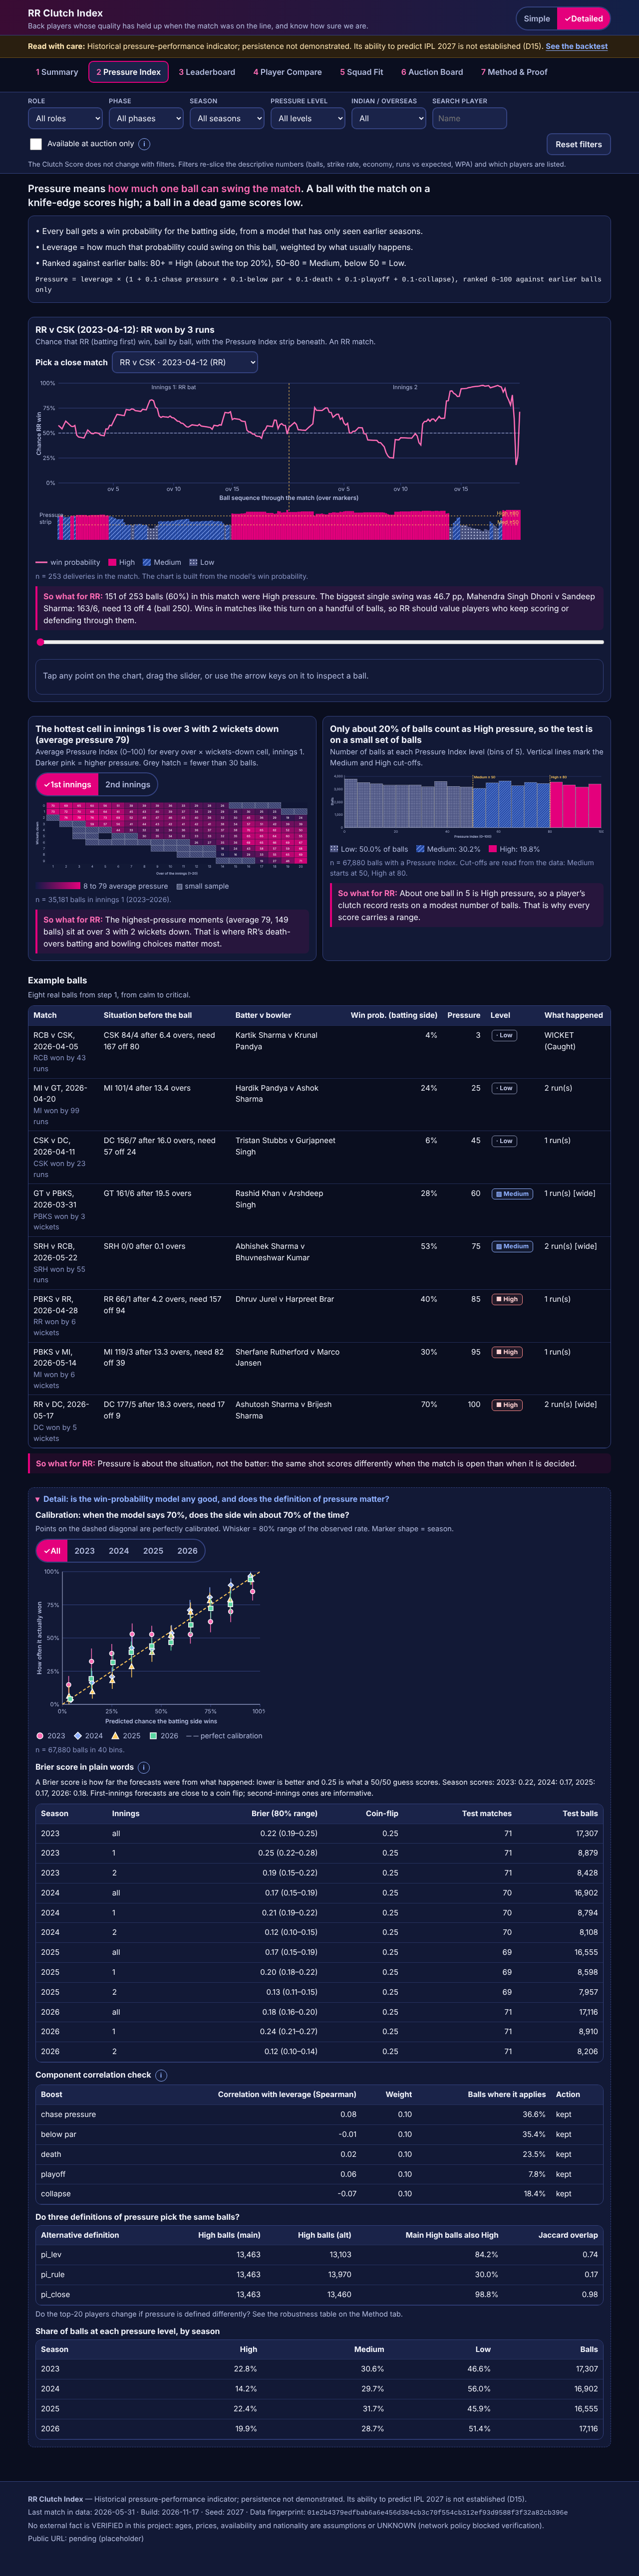 RR Clutch Index
Back players whose quality has held up when the match was on the line, and know how sure we are.
Simple
✓Detailed
Read with care: Historical pressure-performance indicator; persistence not demonstrated. Its ability to predict IPL 2027 is not established (D15). See the backtest
1 Summary
2 Pressure Index
3 Leaderboard
4 Player Compare
5 Squad Fit
6 Auction Board
7 Method & Proof
ROLE
PHASE
SEASON
PRESSURE LEVEL
INDIAN / OVERSEAS
SEARCH PLAYER
All roles
All phases
All seasons
All levels
All
Name
Available at auction only
i
Reset filters
The Clutch Score does not change with filters. Filters re-slice the descriptive numbers (balls, strike rate, economy, runs vs expected, WPA) and which players are listed.
Pressure means how much one ball can swing the match. A ball with the match on a
knife-edge scores high; a ball in a dead game scores low.
• Every ball gets a win probability for the batting side, from a model that has only seen earlier seasons.
• Leverage = how much that probability could swing on this ball, weighted by what usually happens.
• Ranked against earlier balls: 80+ = High (about the top 20%), 50–80 = Medium, below 50 = Low.
Pressure = leverage × (1 + 0.1·chase pressure + 0.1·below par + 0.1·death + 0.1·playoff + 0.1·collapse), ranked 0–100 against earlier balls
only
RR v CSK (2023-04-12): RR won by 3 runs
Chance that RR (batting first) win, ball by ball, with the Pressure Index strip beneath. An RR match.
Pick a close match
RR v CSK · 2023-04-12 (RR)
100%
75%
50%
25%
0%
Chance RR win
Innings 1: RR bat
Innings 2
ov 5
ov 10
ov 15
ov 5
ov 10
ov 15
Ball sequence through the match (over markers)
Pressure
strip
win probability
High
Medium
Low
n = 253 deliveries in the match. The chart is built from the model's win probability.
So what for RR: 151 of 253 balls (60%) in this match were High pressure. The biggest single swing was 46.7 pp, Mahendra Singh Dhoni v Sandeep
Sharma: 163/6, need 13 off 4 (ball 250). Wins in matches like this turn on a handful of balls, so RR should value players who keep scoring or
defending through them.
Tap any point on the chart, drag the slider, or use the arrow keys on it to inspect a ball.
The hottest cell in innings 1 is over 3 with 2 wickets down
(average pressure 79)
Average Pressure Index (0–100) for every over × wickets-down cell, innings 1.
Darker pink = higher pressure. Grey hatch = fewer than 30 balls.
✓1st innings
2nd innings
8 to 79 average pressure
small sample
n = 35,181 balls in innings 1 (2023–2026).
So what for RR: The highest-pressure moments (average 79, 149
balls) sit at over 3 with 2 wickets down. That is where RR's death-
overs batting and bowling choices matter most.
Only about 20% of balls count as High pressure, so the test is
on a small set of balls
Number of balls at each Pressure Index level (bins of 5). Vertical lines mark the
Medium and High cut-offs.
Low: 50.0% of balls
Medium: 30.2%
High: 19.8%
n = 67,880 balls with a Pressure Index. Cut-offs are read from the data: Medium
starts at 50, High at 80.
So what for RR: About one ball in 5 is High pressure, so a player's
clutch record rests on a modest number of balls. That is why every
score carries a range.
Example balls
Eight real balls from step 1, from calm to critical.
Match | Situation before the ball | Batter v bowler | Win prob. (batting side) | Pressure | Level | What happened
RCB v CSK, 2026-04-05 RCB won by 43 runs | CSK 84/4 after 6.4 overs, need 167 off 80 | Kartik Sharma v Krunal Pandya | 4% | 3 | · Low | WICKET (Caught)
MI v GT, 2026-04-20 MI won by 99 runs | MI 101/4 after 13.4 overs | Hardik Pandya v Ashok Sharma | 24% | 25 | · Low | 2 run(s)
CSK v DC, 2026-04-11 CSK won by 23 runs | DC 156/7 after 16.0 overs, need 57 off 24 | Tristan Stubbs v Gurjapneet Singh | 6% | 45 | · Low | 1 run(s)
GT v PBKS, 2026-03-31 PBKS won by 3 wickets | GT 161/6 after 19.5 overs | Rashid Khan v Arshdeep Singh | 28% | 60 | Medium | 1 run(s) [wide]
SRH v RCB, 2026-05-22 SRH won by 55 runs | SRH 0/0 after 0.1 overs | Abhishek Sharma v Bhuvneshwar Kumar | 53% | 75 | Medium | 2 run(s) [wide]
PBKS v RR, 2026-04-28 RR won by 6 wickets | RR 66/1 after 4.2 overs, need 157 off 94 | Dhruv Jurel v Harpreet Brar | 40% | 85 | High | 1 run(s)
PBKS v MI, 2026-05-14 MI won by 6 wickets | MI 119/3 after 13.3 overs, need 82 off 39 | Sherfane Rutherford v Marco Jansen | 30% | 95 | High | 1 run(s)
RR v DC, 2026-05-17 DC won by 5 wickets | DC 177/5 after 18.3 overs, need 17 off 9 | Ashutosh Sharma v Brijesh Sharma | 70% | 100 | High | 2 run(s) [wide]
So what for RR: Pressure is about the situation, not the batter: the same shot scores differently when the match is open than when it is decided.
▾ Detail: is the win-probability model any good, and does the definition of pressure matter?
Calibration: when the model says 70%, does the side win about 70% of the time?
Points on the dashed diagonal are perfectly calibrated. Whisker = 80% range of the observed rate. Marker shape = season.
✓All
2023
2024
2025
2026
100%
75%
50%
25%
0%
How often it actually won
0%
25%
50%
75%
100%
Predicted chance the batting side wins
2023
2024
2025
2026
perfect calibration
n = 67,880 balls in 40 bins.
Brier score in plain words
i
A Brier score is how far the forecasts were from what happened: lower is better and 0.25 is what a 50/50 guess scores. Season scores: 2023: 0.22, 2024: 0.17, 2025:
0.17, 2026: 0.18. First-innings forecasts are close to a coin flip; second-innings ones are informative.
Season | Innings | Brier (80% range) | Coin-flip | Test matches | Test balls
2023 | all | 0.22 (0.19–0.25) | 0.25 | 71 | 17,307
2023 | 1 | 0.25 (0.22–0.28) | 0.25 | 71 | 8,879
2023 | 2 | 0.19 (0.15–0.22) | 0.25 | 71 | 8,428
2024 | all | 0.17 (0.15–0.19) | 0.25 | 70 | 16,902
2024 | 1 | 0.21 (0.19–0.22) | 0.25 | 70 | 8,794
2024 | 2 | 0.12 (0.10–0.15) | 0.25 | 70 | 8,108
2025 | all | 0.17 (0.15–0.19) | 0.25 | 69 | 16,555
2025 | 1 | 0.20 (0.18–0.22) | 0.25 | 69 | 8,598
2025 | 2 | 0.13 (0.11–0.15) | 0.25 | 69 | 7,957
2026 | all | 0.18 (0.16–0.20) | 0.25 | 71 | 17,116
2026 | 1 | 0.24 (0.21–0.27) | 0.25 | 71 | 8,910
2026 | 2 | 0.12 (0.10–0.14) | 0.25 | 71 | 8,206
Component correlation check
i
Boost | Correlation with leverage (Spearman) | Weight | Balls where it applies | Action
chase pressure | 0.08 | 0.10 | 36.6% | kept
below par | -0.01 | 0.10 | 35.4% | kept
death | 0.02 | 0.10 | 23.5% | kept
playoff | 0.06 | 0.10 | 7.8% | kept
collapse | -0.07 | 0.10 | 18.4% | kept
Do three definitions of pressure pick the same balls?
Alternative definition | High balls (main) | High balls (alt) | Main High balls also High | Jaccard overlap
pi_lev | 13,463 | 13,103 | 84.2% | 0.74
pi_rule | 13,463 | 13,970 | 30.0% | 0.17
pi_close | 13,463 | 13,460 | 98.8% | 0.98
Do the top-20 players change if pressure is defined differently? See the robustness table on the Method tab.
Share of balls at each pressure level, by season
Season | High | Medium | Low | Balls
2023 | 22.8% | 30.6% | 46.6% | 17,307
2024 | 14.2% | 29.7% | 56.0% | 16,902
2025 | 22.4% | 31.7% | 45.9% | 16,555
2026 | 19.9% | 28.7% | 51.4% | 17,116
RR Clutch Index — Historical pressure-performance indicator; persistence not demonstrated. Its ability to predict IPL 2027 is not established (D15).
Last match in data: 2026-05-31 · Build: 2026-11-17 · Seed: 2027 · Data fingerprint: 01e2b4379edfbab6a6e456d304cb3c70f554cb312ef93d9588f3f32a82cb396e
No external fact is VERIFIED in this project: ages, prices, availability and nationality are assumptions or UNKNOWN (network policy blocked verification).
Public URL: pending (placeholder)